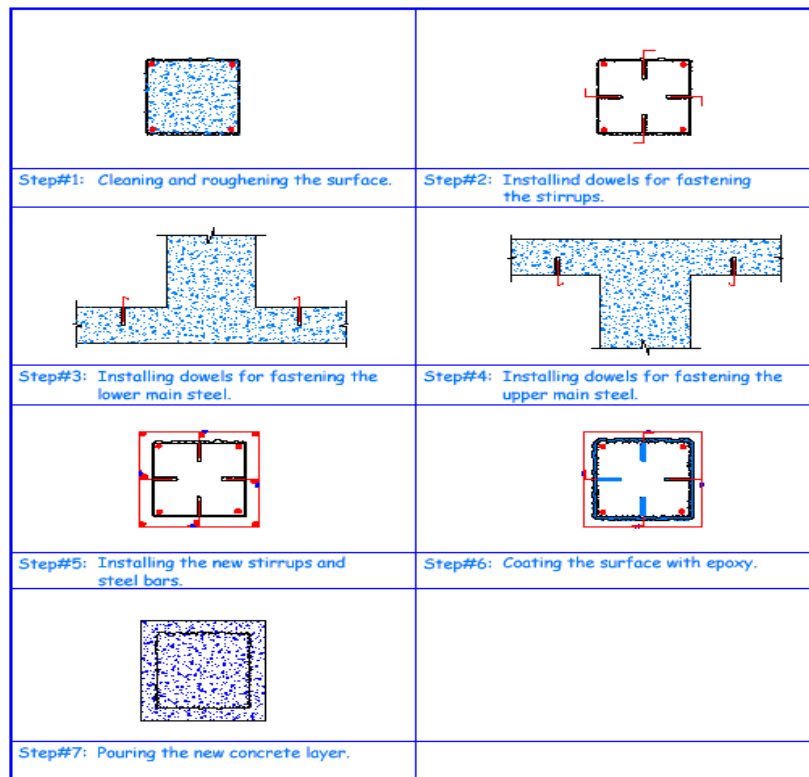 Step#1: Cleaning and roughening the surface.
Step#2: Installind dowels for fastening
the stirrups.
Step#3: Installing dowels for fastening the
lower main steel.
Step#4: Installing dowels for fastening the
upper main steel.
Step#5: Installing the new stirrups and
steel bars.
Step#6: Coating the surface with epoxy.
Step#7: Pouring the new concrete layer.